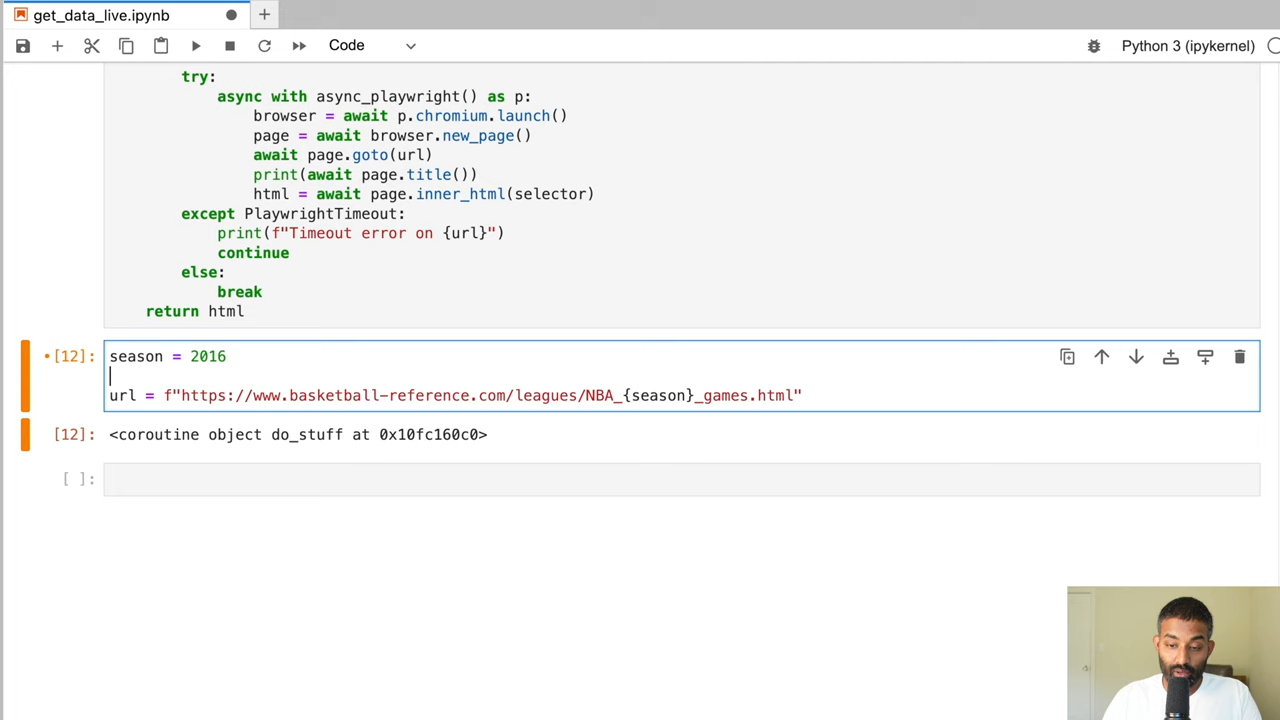 get_data_live.ipynb
Code
Python 3 (ipykernel)
try:
async with async_playwright() as p:
browser = await p.chromium.launch()
page = await browser.new_page()
await page.goto(url)
print(await page.title())
html = await page.inner_html(selector)
except PlaywrightTimeout:
print(f"Timeout error on {url}")
continue
else:
break
return html
[12]:
season = 2016
url = f"https://www.basketball-reference.com/leagues/NBA_{season}_games.html"
[12]:
<coroutine object do_stuff at 0x10fc160c0>
[ ]: